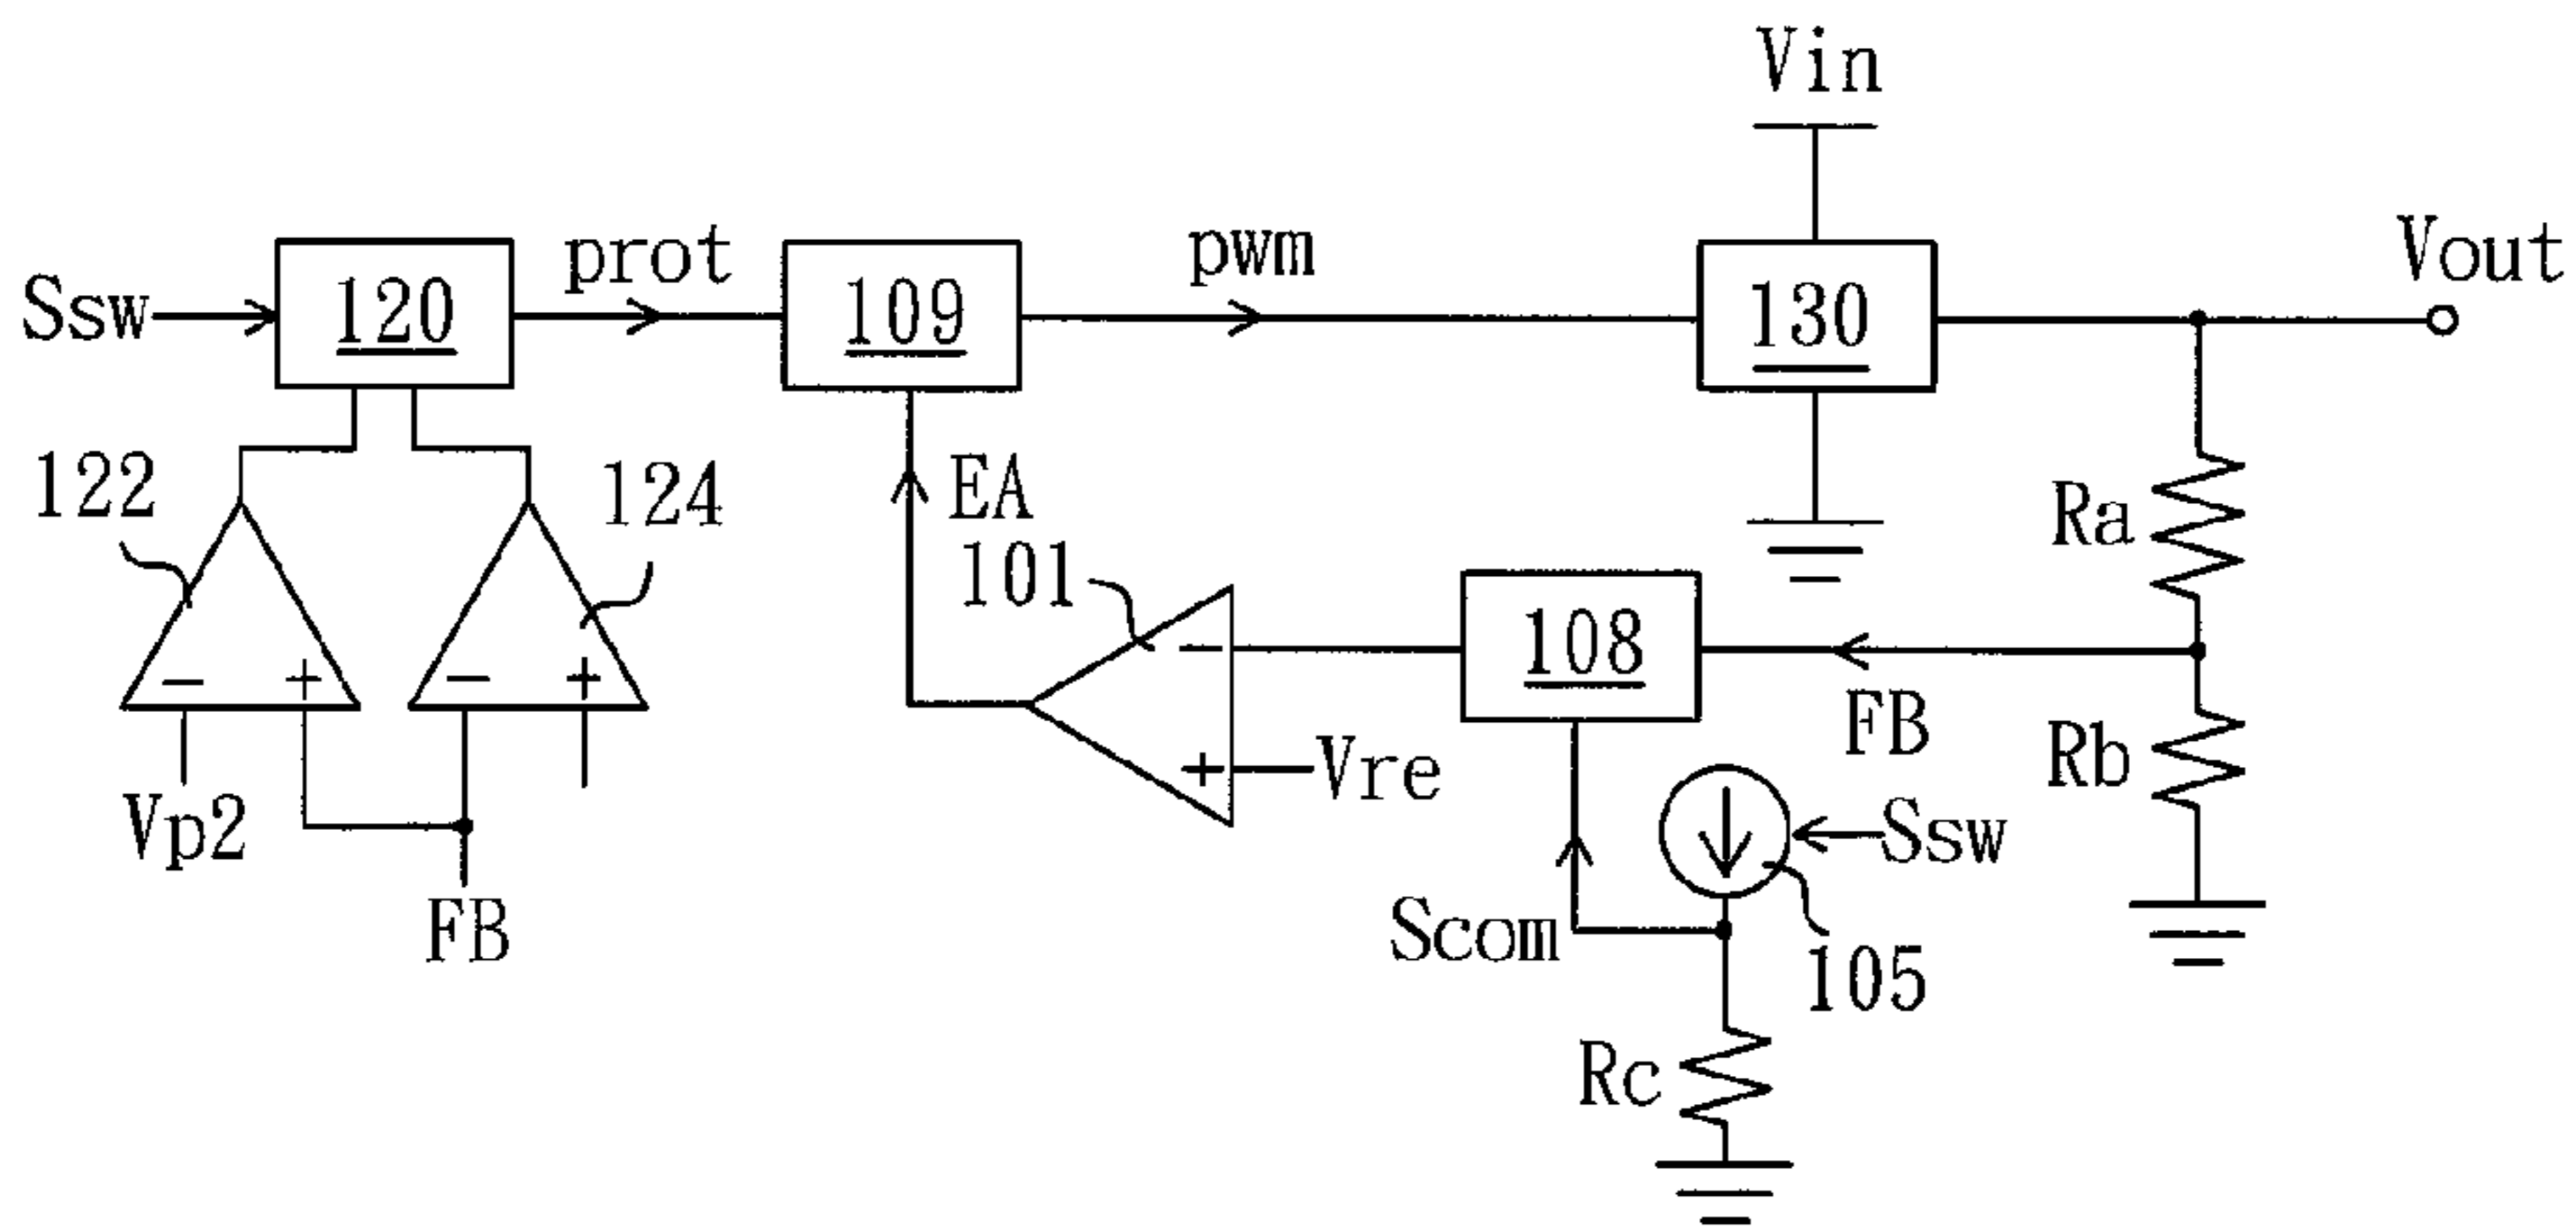 Vin
Ssw
120
prot
109
pwm
130
Vout
122
124
EA
101
108
Ra
FB
Rb
Vre
Vp2
FB
Ssw
Scom
105
Rc